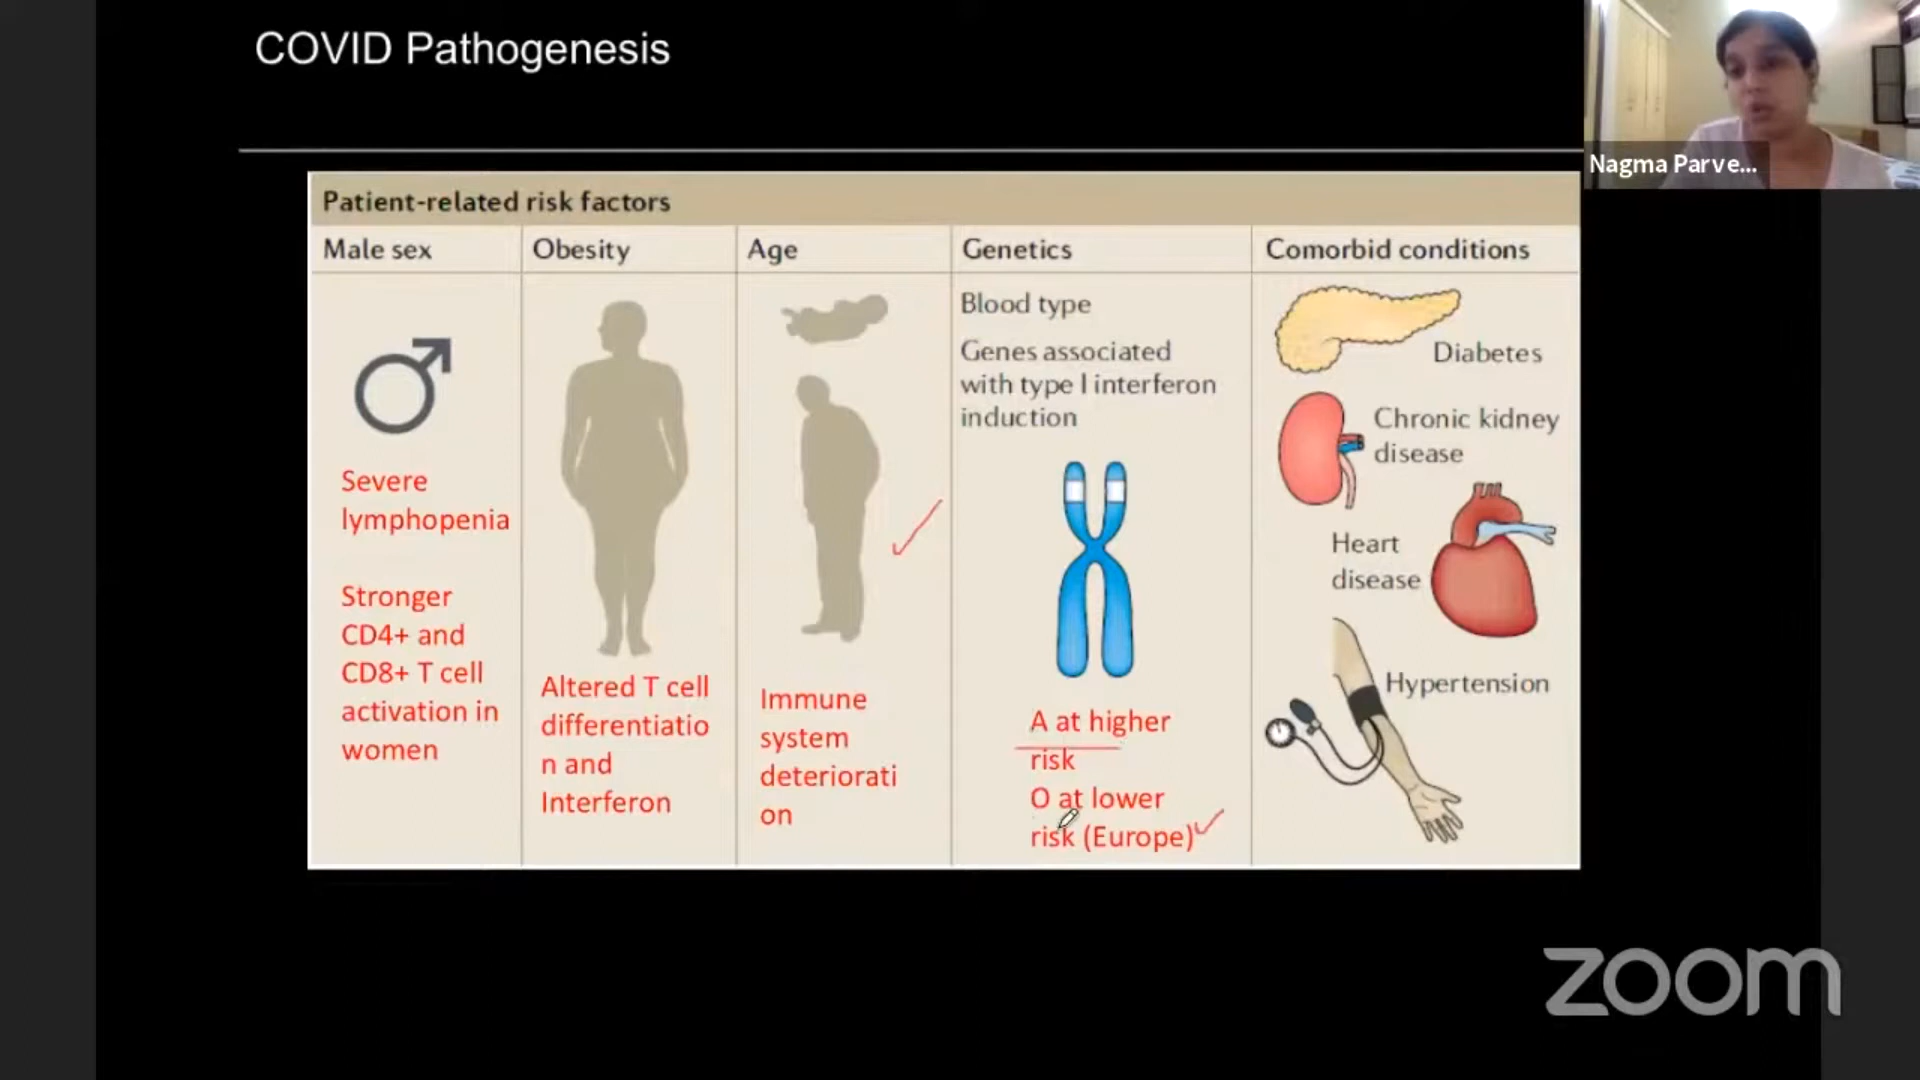 COVID Pathogenesis
Nagma Parve...
Patient-related risk factors
Male sex
Obesity
Age
Genetics
Comorbid conditions
Severe
lymphopenia
Stronger
CD4+ and
CD8+ T cell
activation in
women
Altered T cell
differentiatio
n and
Interferon
Immune
system
deteriorati
on
Blood type
Genes associated
with type I interferon
induction
A at higher
risk
O at lower
risk (Europe)
Diabetes
Chronic kidney
disease
Heart
disease
Hypertension
zoom